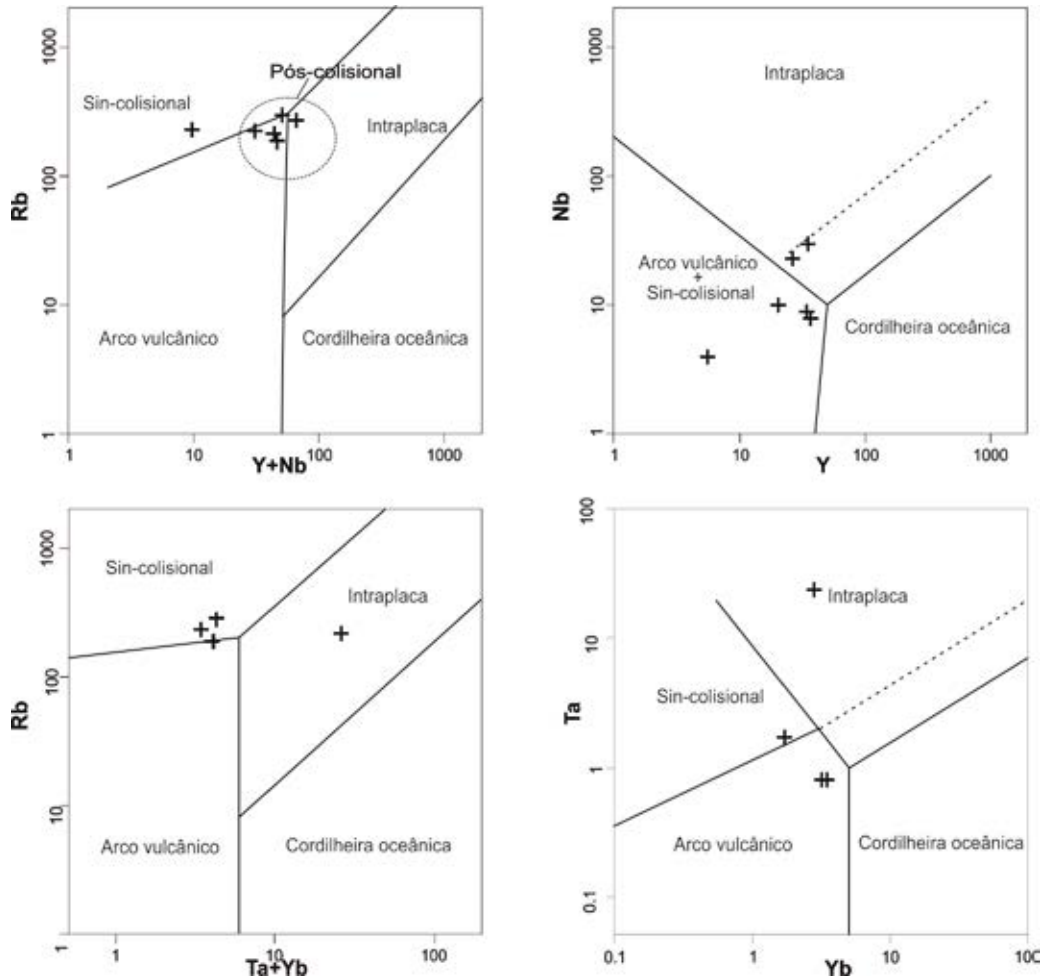 Pós-colisional
Sin-colisional
Intraplaca
Arco vulcânico
Cordilheira oceânica
Rb
1000
100
10
1
1
10
100
1000
Y+Nb
Intraplaca
Arco vulcânico
+
Sin-colisional
Cordilheira oceânica
Nb
1000
100
10
1
1
10
100
1000
Y
Sin-colisional
Intraplaca
Arco vulcânico
Cordilheira oceânica
Rb
1000
100
10
1
1
10
100
Ta+Yb
Intraplaca
Sin-colisional
Arco vulcânico
Cordilheira oceânica
Ta
100
10
1
0.1
0.1
1
10
100
Yb